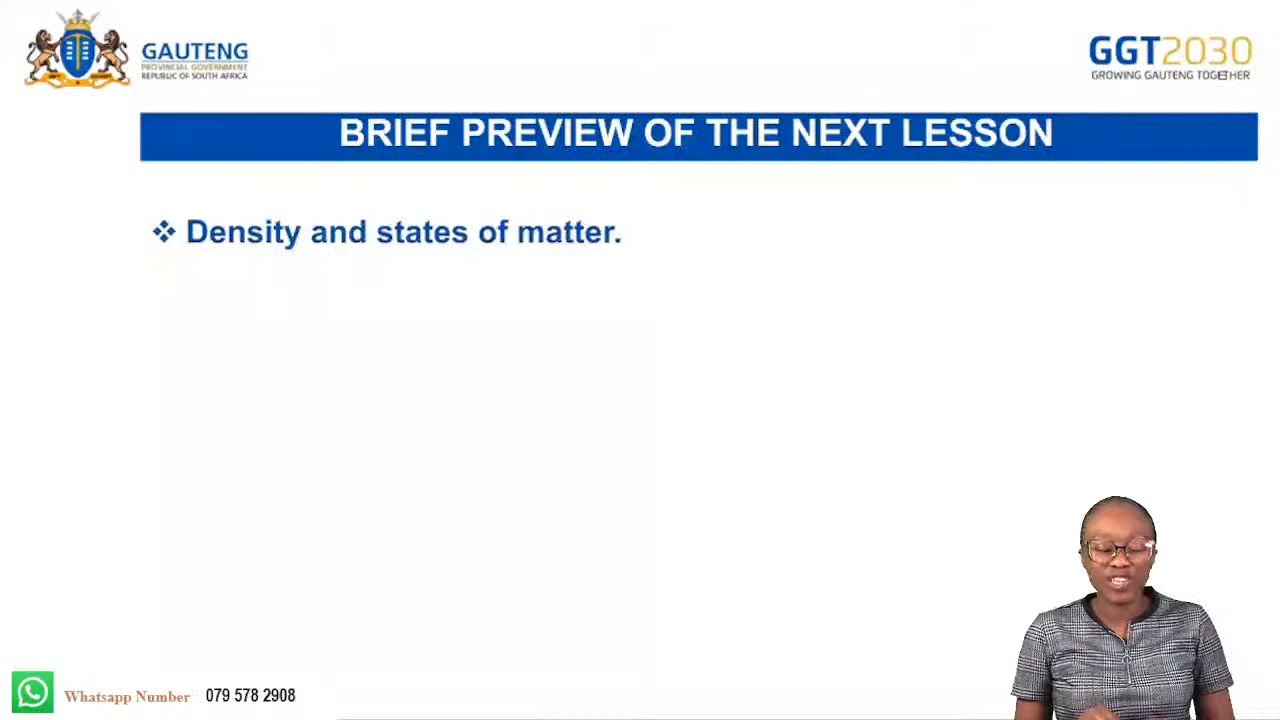 GAUTENG
PROVINCIAL GOVERNMENT
REPUBLIC OF SOUTH AFRICA
GGT2030
GROWING GAUTENG TOGETHER
BRIEF PREVIEW OF THE NEXT LESSON
Density and states of matter.
Whatsapp Number 079 578 2908